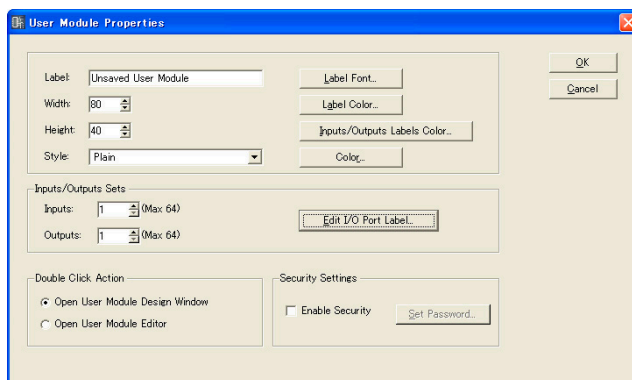 User Module Properties
Label: Unsaved User Module Label Font... OK
Width: 80 Label Color... Cancel
Height: 40 Inputs/Outputs Labels Color...
Style: Plain Color...
Inputs/Outputs Sets
Inputs: 1 (Max 64) Edit I/O Port Label...
Outputs: 1 (Max 64)
Double Click Action Security Settings
Open User Module Design Window Enable Security Set Password...
Open User Module Editor